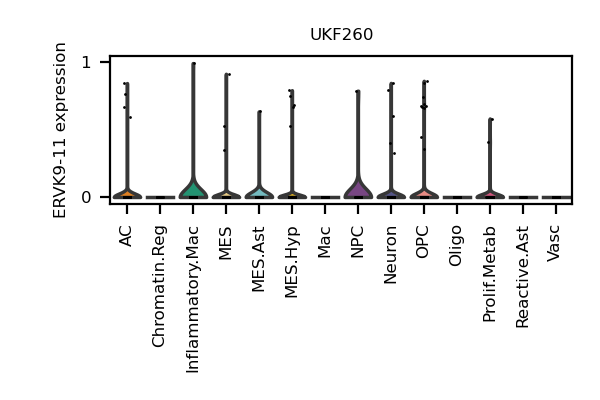 UKF260
ERVK9-11 expression
1
0
AC
Chromatin.Reg
Inflammatory.Mac
MES
MES.Ast
MES.Hyp
Mac
NPC
Neuron
OPC
Oligo
Prolif.Metab
Reactive.Ast
Vasc